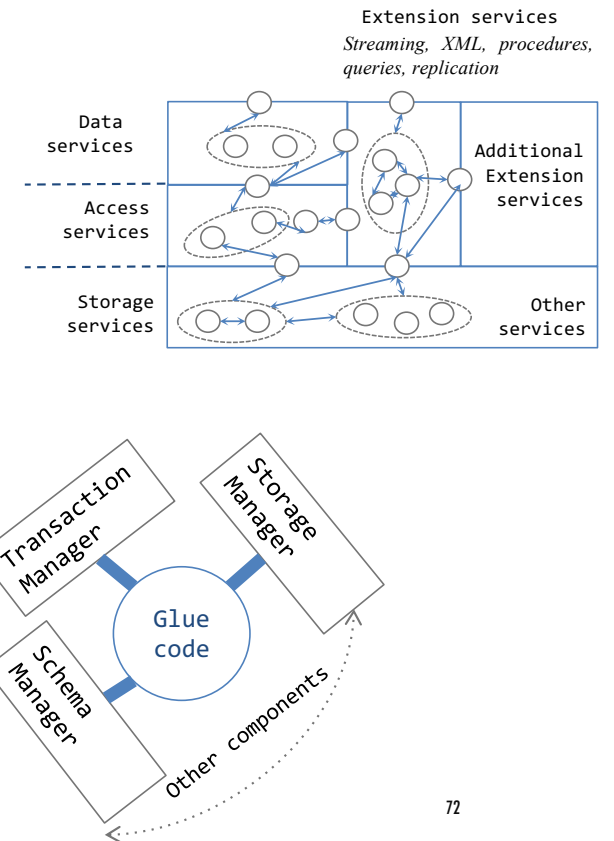 Extension services
Streaming, XML, procedures,
queries, replication
Data
services
Additional
Extension
services
Access
services
Storage
services
Other
services
Transaction
Manager
Storage
Manager
Glue
code
Schema
Manager
Other components
72